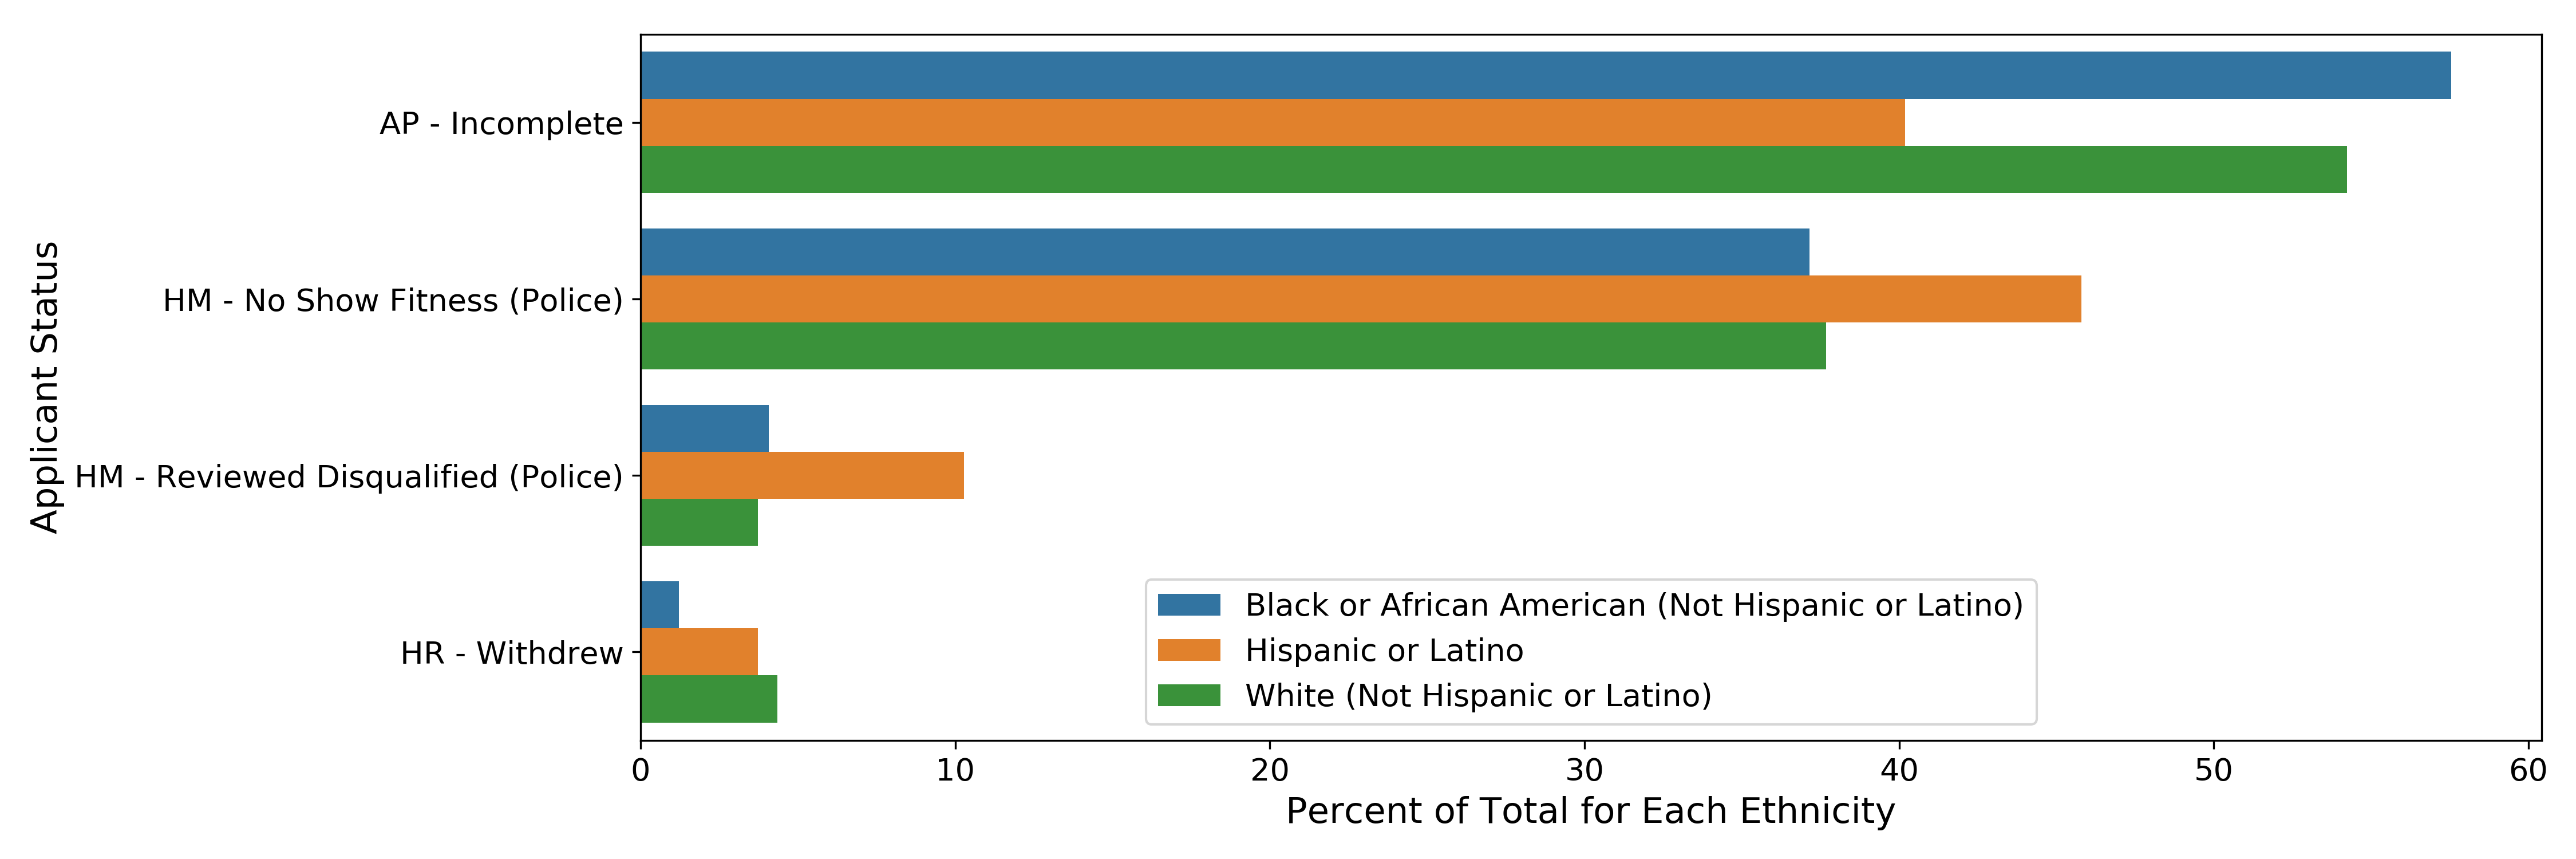 Applicant Status
AP - Incomplete
HM - No Show Fitness (Police)
HM - Reviewed Disqualified (Police)
HR - Withdrew
Black or African American (Not Hispanic or Latino)
Hispanic or Latino
White (Not Hispanic or Latino)
0 10 20 30 40 50 60
Percent of Total for Each Ethnicity